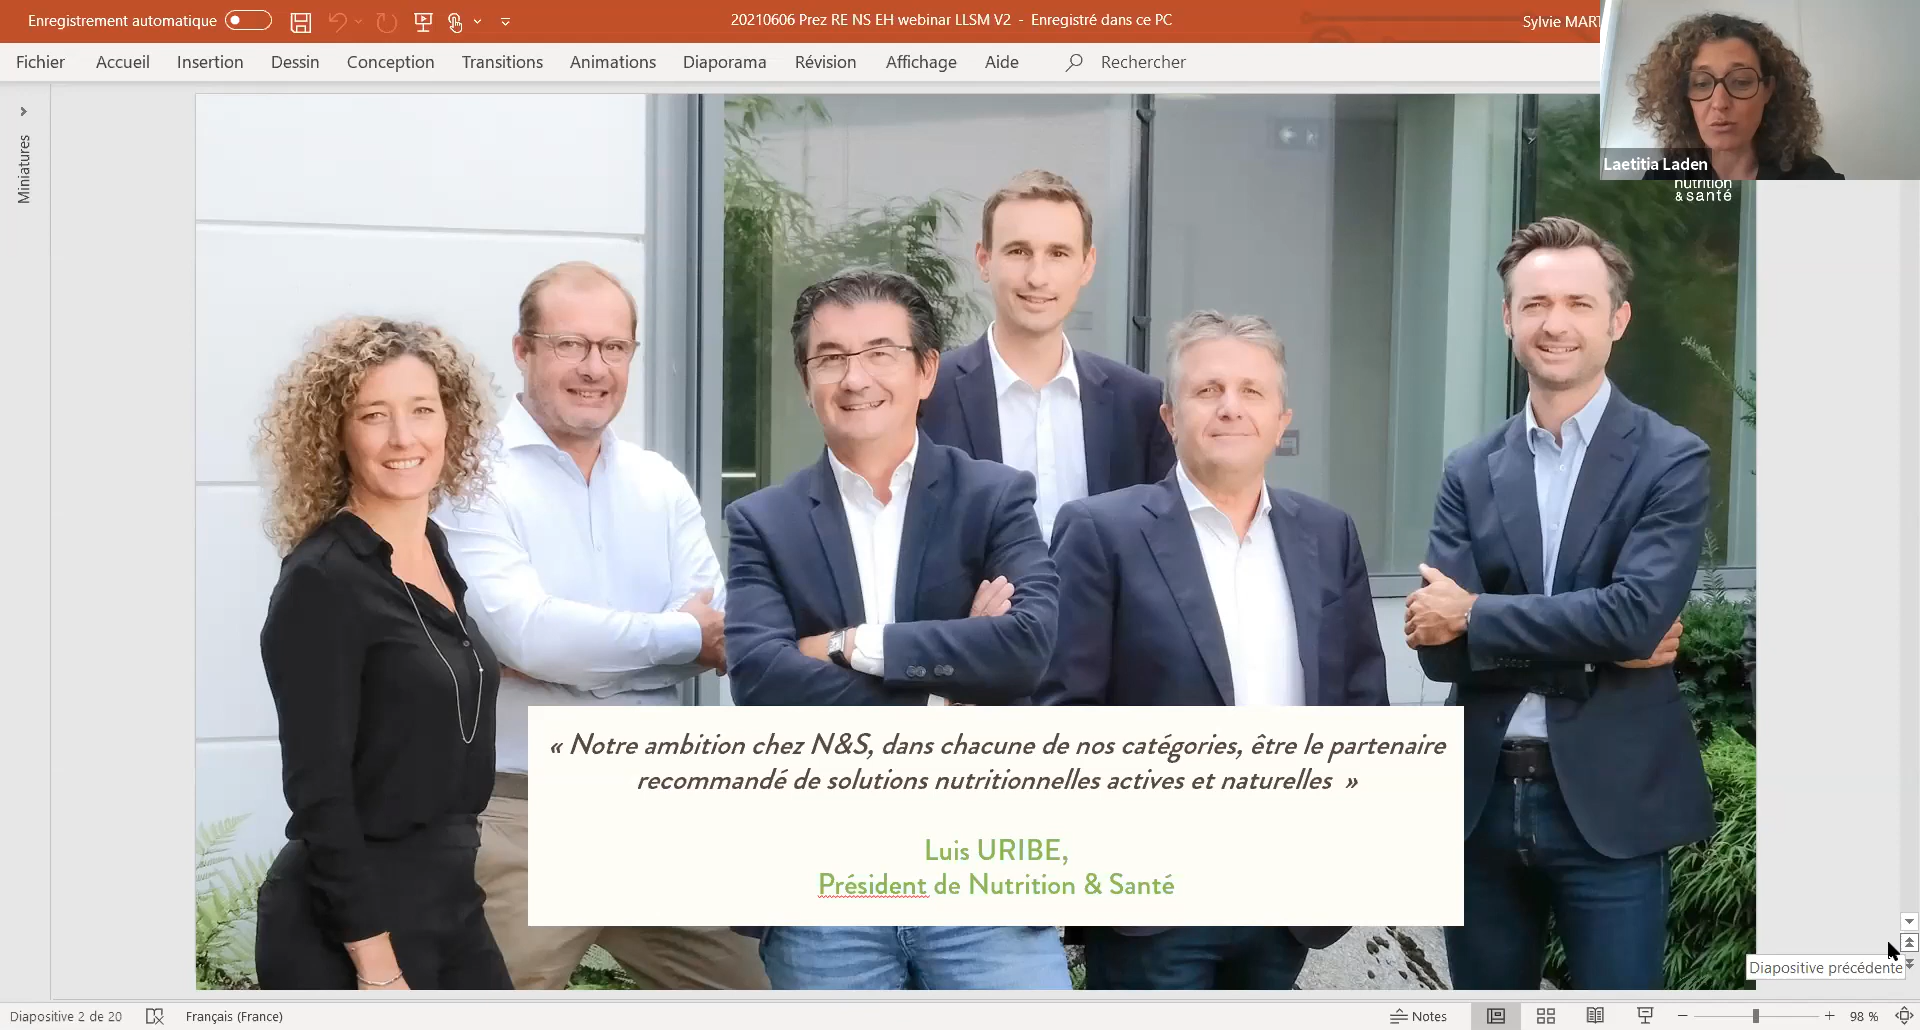 Enregistrement automatique
20210606 Prez RE NS EH webinar LLSM V2 - Enregistré dans ce PC
Sylvie
Fichier Accueil Insertion Dessin Conception Transitions Animations Diaporama Révision Affichage Aide Rechercher
Miniatures
Laetitia Laden
nutrition
& santé
« Notre ambition chez N&S, dans chacune de nos catégories, être le partenaire
recommandé de solutions nutritionnelles actives et naturelles »
Luis URIBE,
Président de Nutrition & Santé
Diapositive précédente
Diapositive 2 de 20 Français (France) Notes 98 %